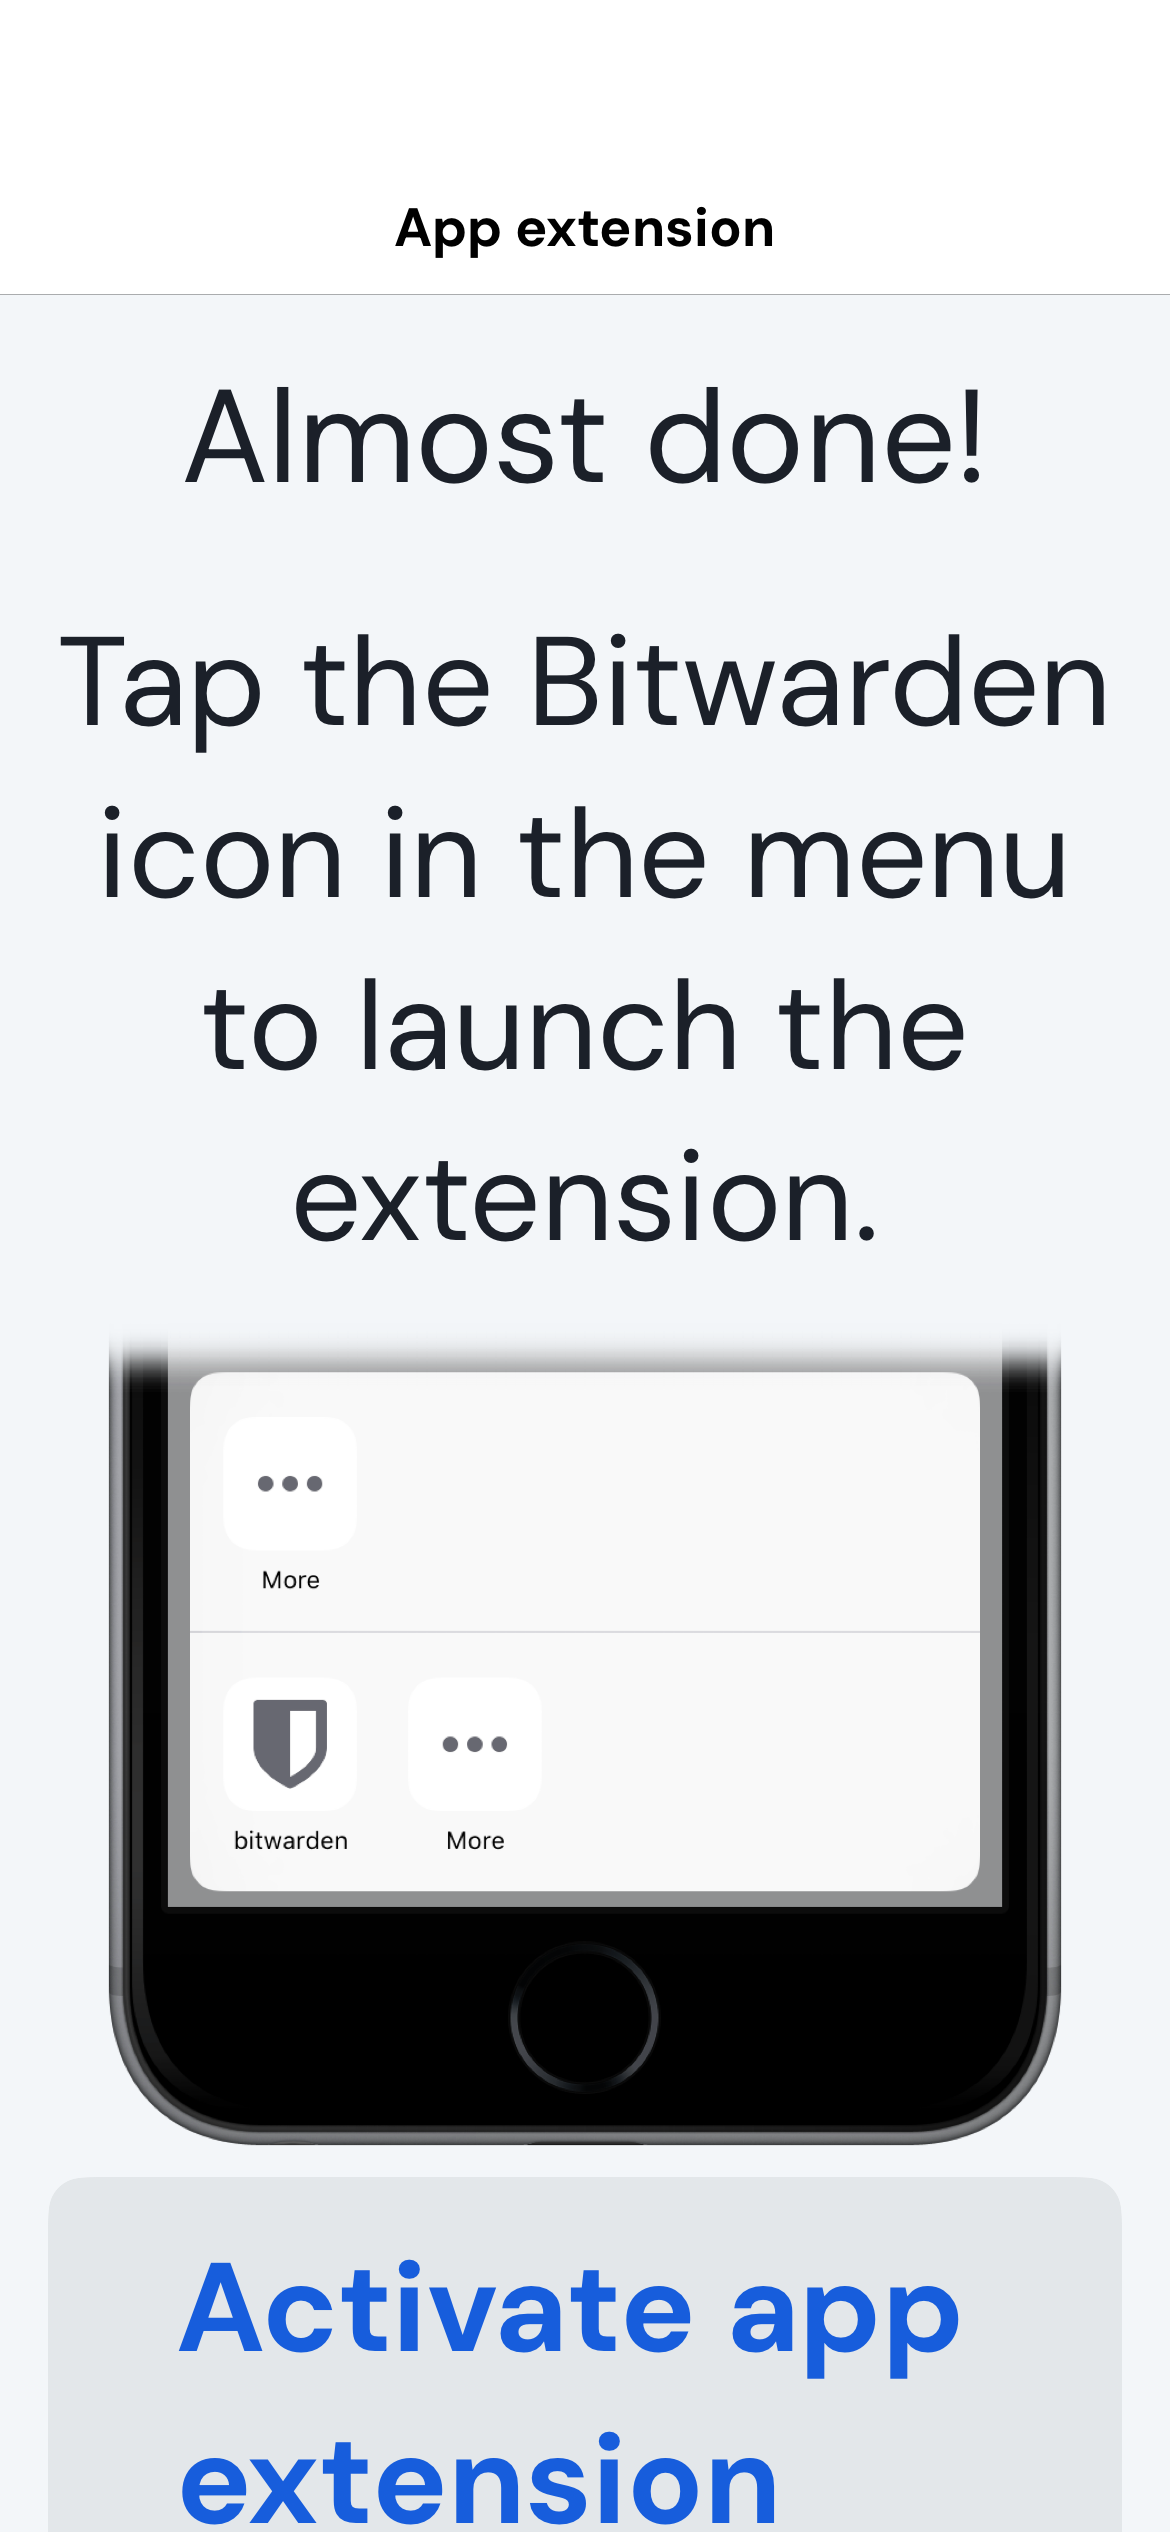 App extension
Almost done!
Tap the Bitwarden
icon in the menu
to launch the
extension.
More
bitwarden More
Activate app
extension